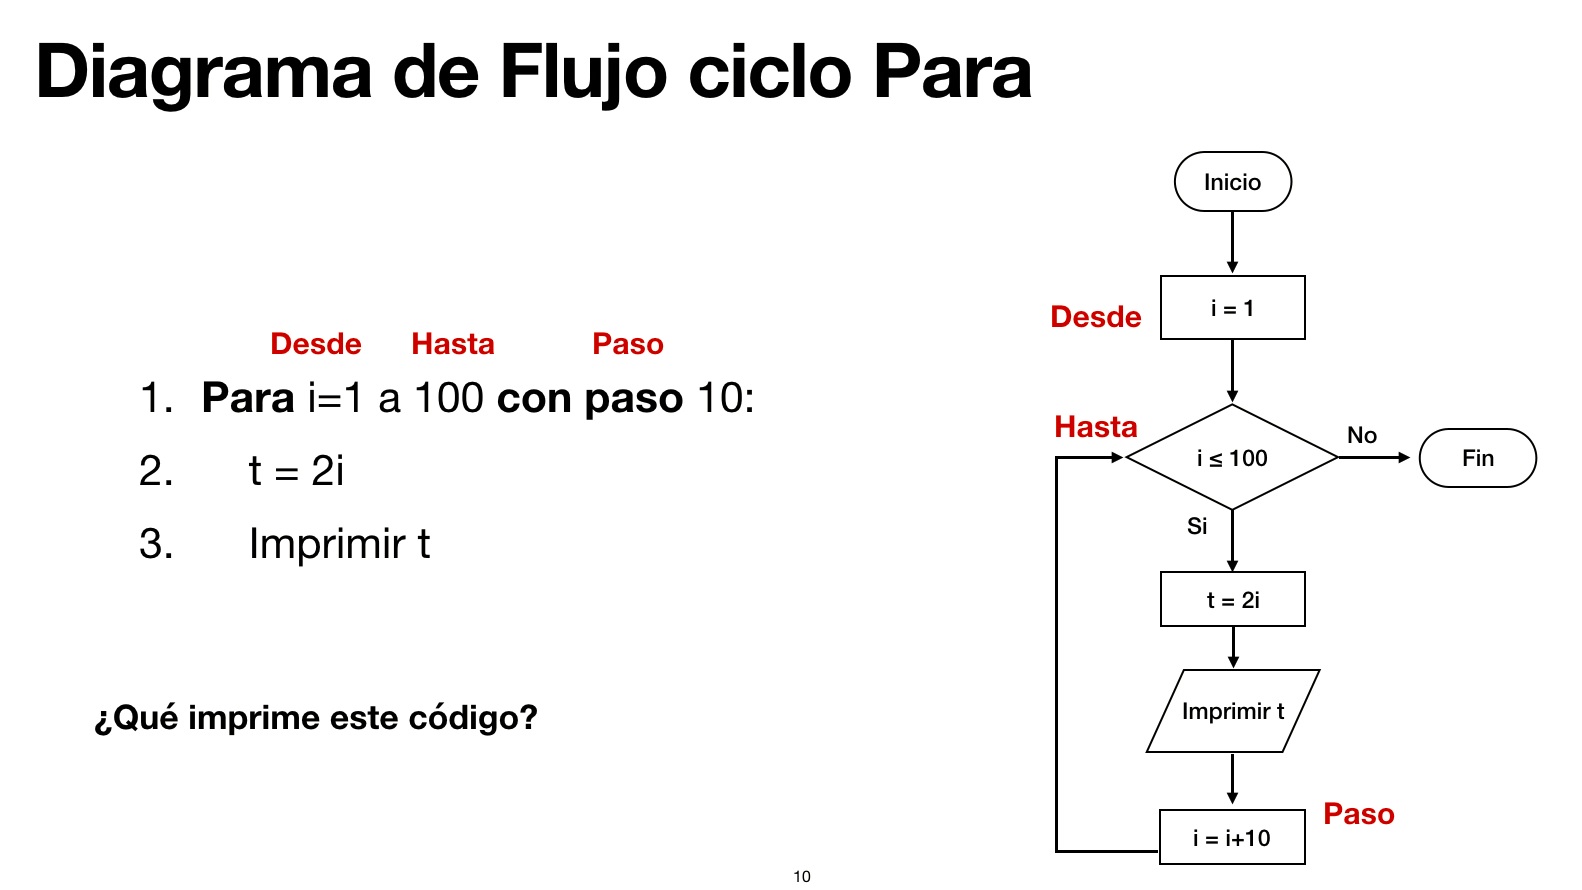 Diagrama de Flujo ciclo Para
Desde Hasta Paso
1. Para i=1 a 100 con paso 10:
2. t = 2i
3. Imprimir t
¿Qué imprime este código?
Inicio
Desde
i = 1
Hasta
i ≤ 100
No
Fin
Si
t = 2i
Imprimir t
Paso
i = i+10
10